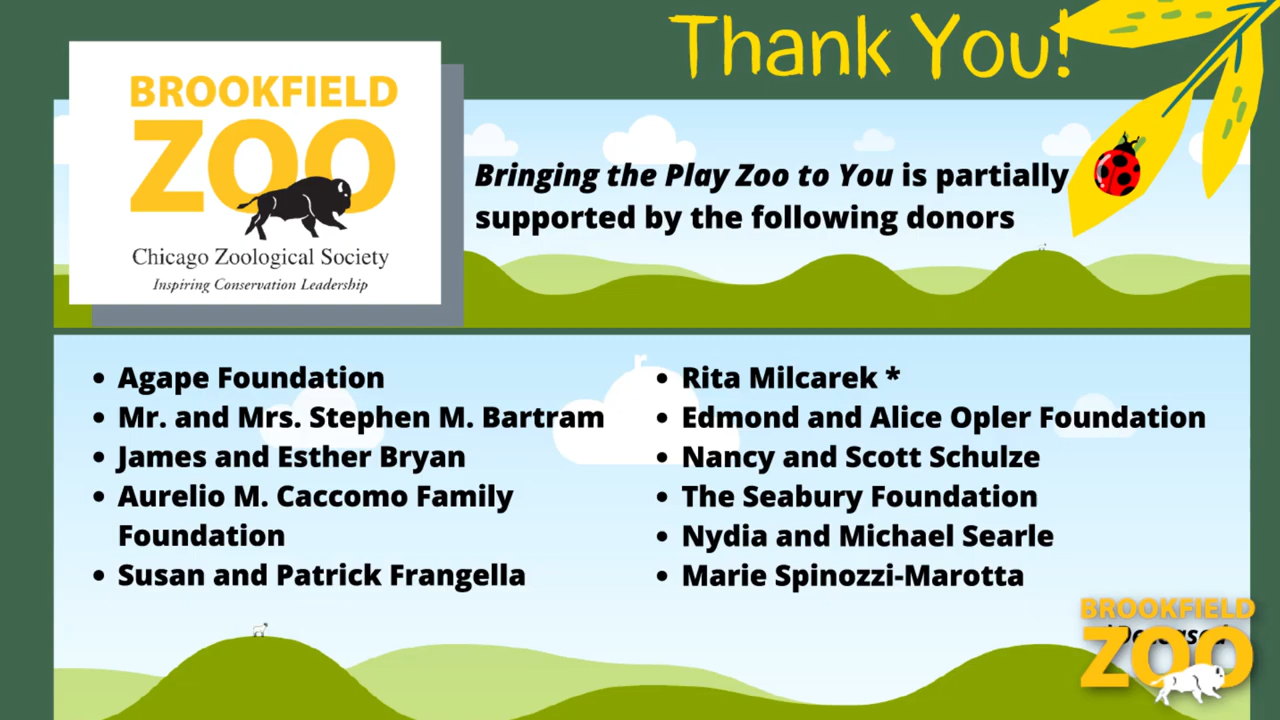 Thank You!
BROOKFIELD
ZOO
Chicago Zoological Society
Inspiring Conservation Leadership
Bringing the Play Zoo to You is partially
supported by the following donors
• Agape Foundation
• Mr. and Mrs. Stephen M. Bartram
• James and Esther Bryan
• Aurelio M. Caccomo Family
Foundation
• Susan and Patrick Frangella
• Rita Milcarek *
• Edmond and Alice Opler Foundation
• Nancy and Scott Schulze
• The Seabury Foundation
• Nydia and Michael Searle
• Marie Spinozzi-Marotta
BROOKFIELD
ZOO